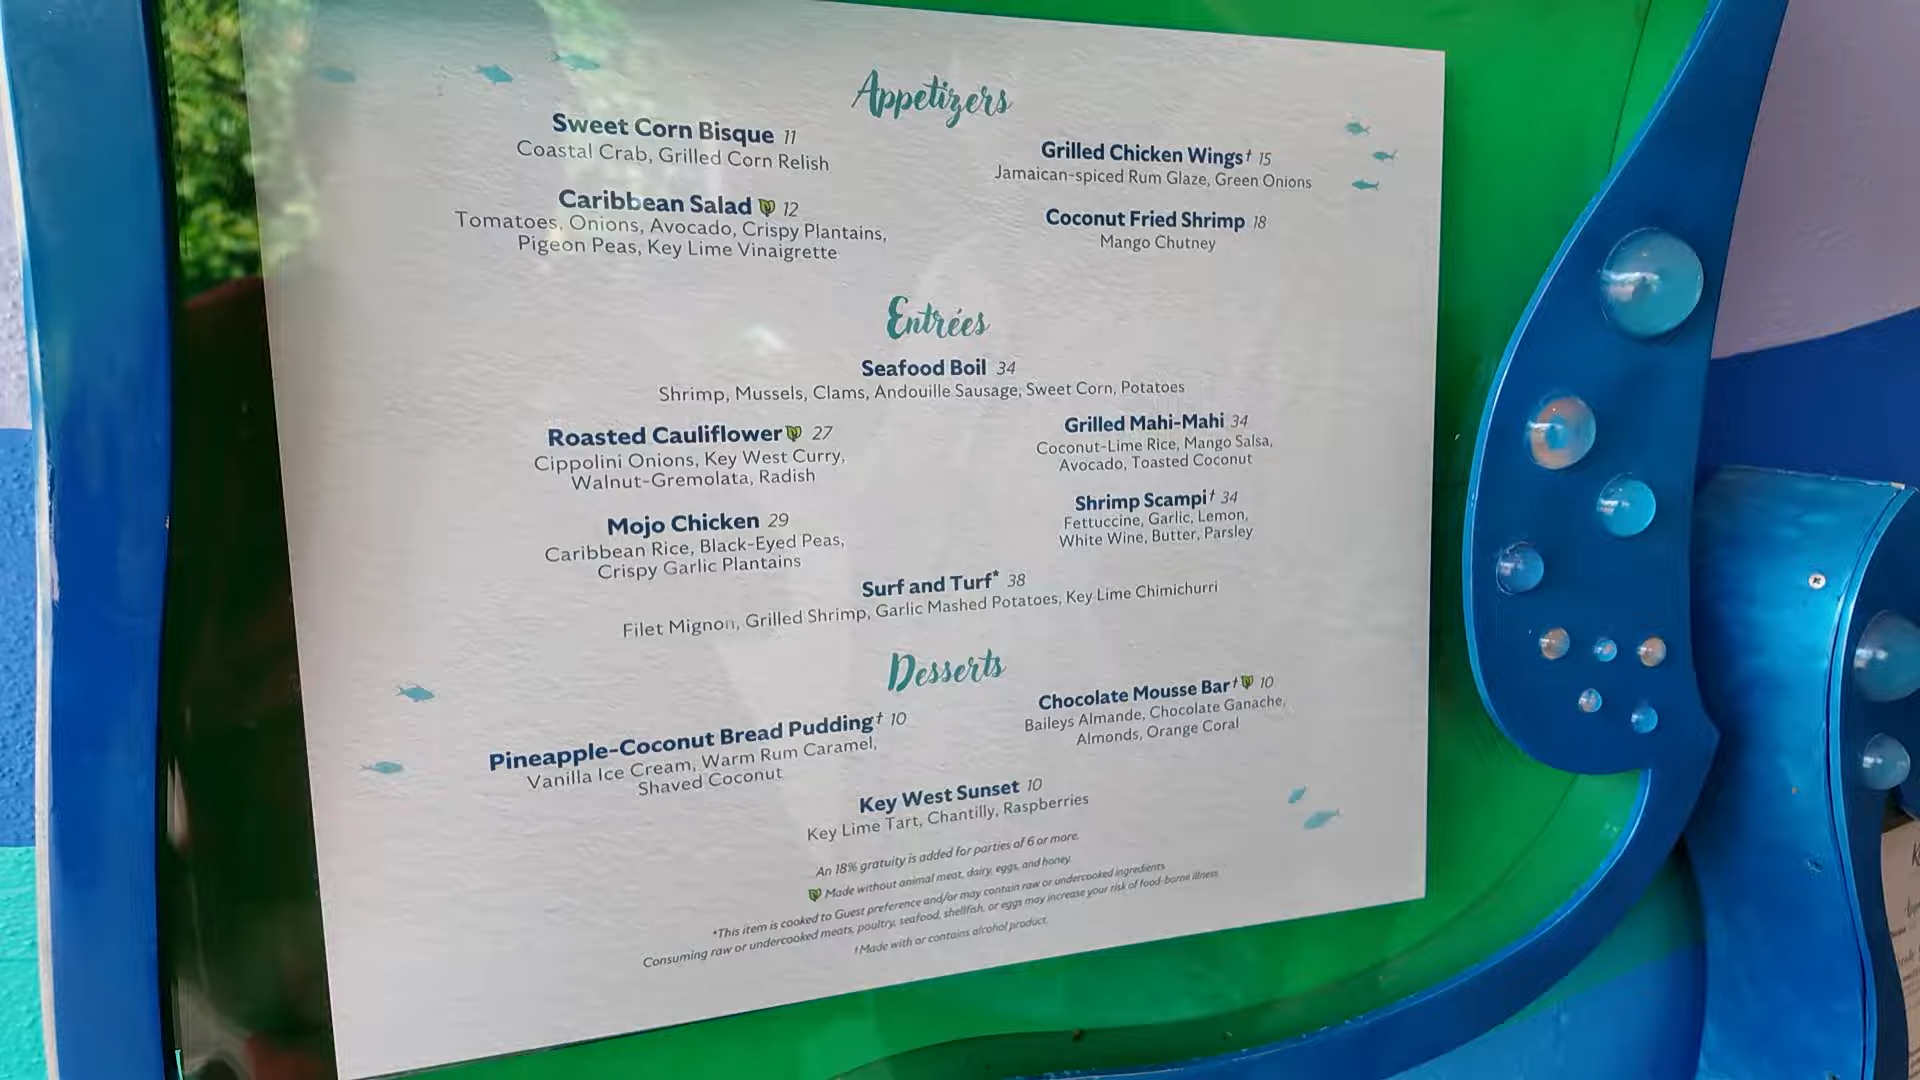 Appetizers
Sweet Corn Bisque 11
Coastal Crab, Grilled Corn Relish
Caribbean Salad 12
Tomatoes, Onions, Avocado, Crispy Plantains,
Pigeon Peas, Key Lime Vinaigrette
Grilled Chicken Wings† 15
Jamaican-spiced Rum Glaze, Green Onions
Coconut Fried Shrimp 18
Mango Chutney
Entrées
Seafood Boil 34
Shrimp, Mussels, Clams, Andouille Sausage, Sweet Corn, Potatoes
Roasted Cauliflower 27
Cippolini Onions, Key West Curry,
Walnut-Gremolata, Radish
Mojo Chicken 29
Caribbean Rice, Black-Eyed Peas,
Crispy Garlic Plantains
Grilled Mahi-Mahi 34
Coconut-Lime Rice, Mango Salsa,
Avocado, Toasted Coconut
Shrimp Scampi† 34
Fettuccine, Garlic, Lemon,
White Wine, Butter, Parsley
Surf and Turf* 38
Filet Mignon, Grilled Shrimp, Garlic Mashed Potatoes, Key Lime Chimichurri
Desserts
Pineapple-Coconut Bread Pudding† 10
Vanilla Ice Cream, Warm Rum Caramel,
Shaved Coconut
Chocolate Mousse Bar† 10
Baileys Almande, Chocolate Ganache,
Almonds, Orange Coral
Key West Sunset 10
Key Lime Tart, Chantilly, Raspberries
An 18% gratuity is added for parties of 6 or more.
Made without animal meat, dairy, eggs, and honey.
*This item is cooked to Guest preference and/or may contain raw or undercooked ingredients.
Consuming raw or undercooked meats, poultry, seafood, shellfish, or eggs may increase your risk of food-borne illness.
†Made with or contains alcohol product.